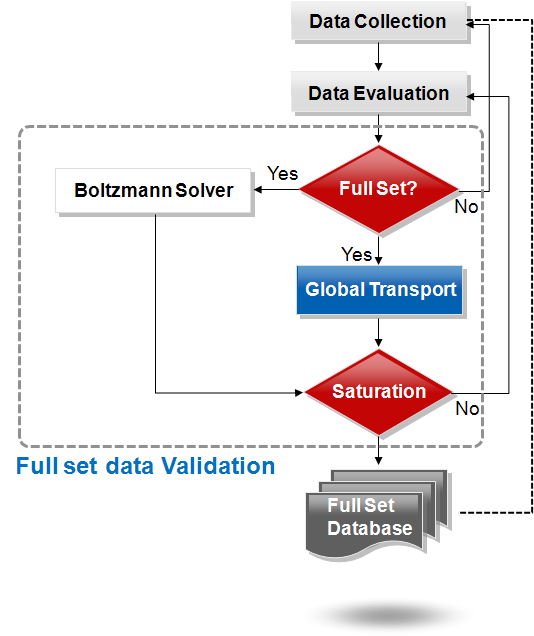 Data Collection
Data Evaluation
Full Set?
Yes
No
Boltzmann Solver
Yes
Global Transport
Saturation
No
Full set data Validation
Full Set
Database